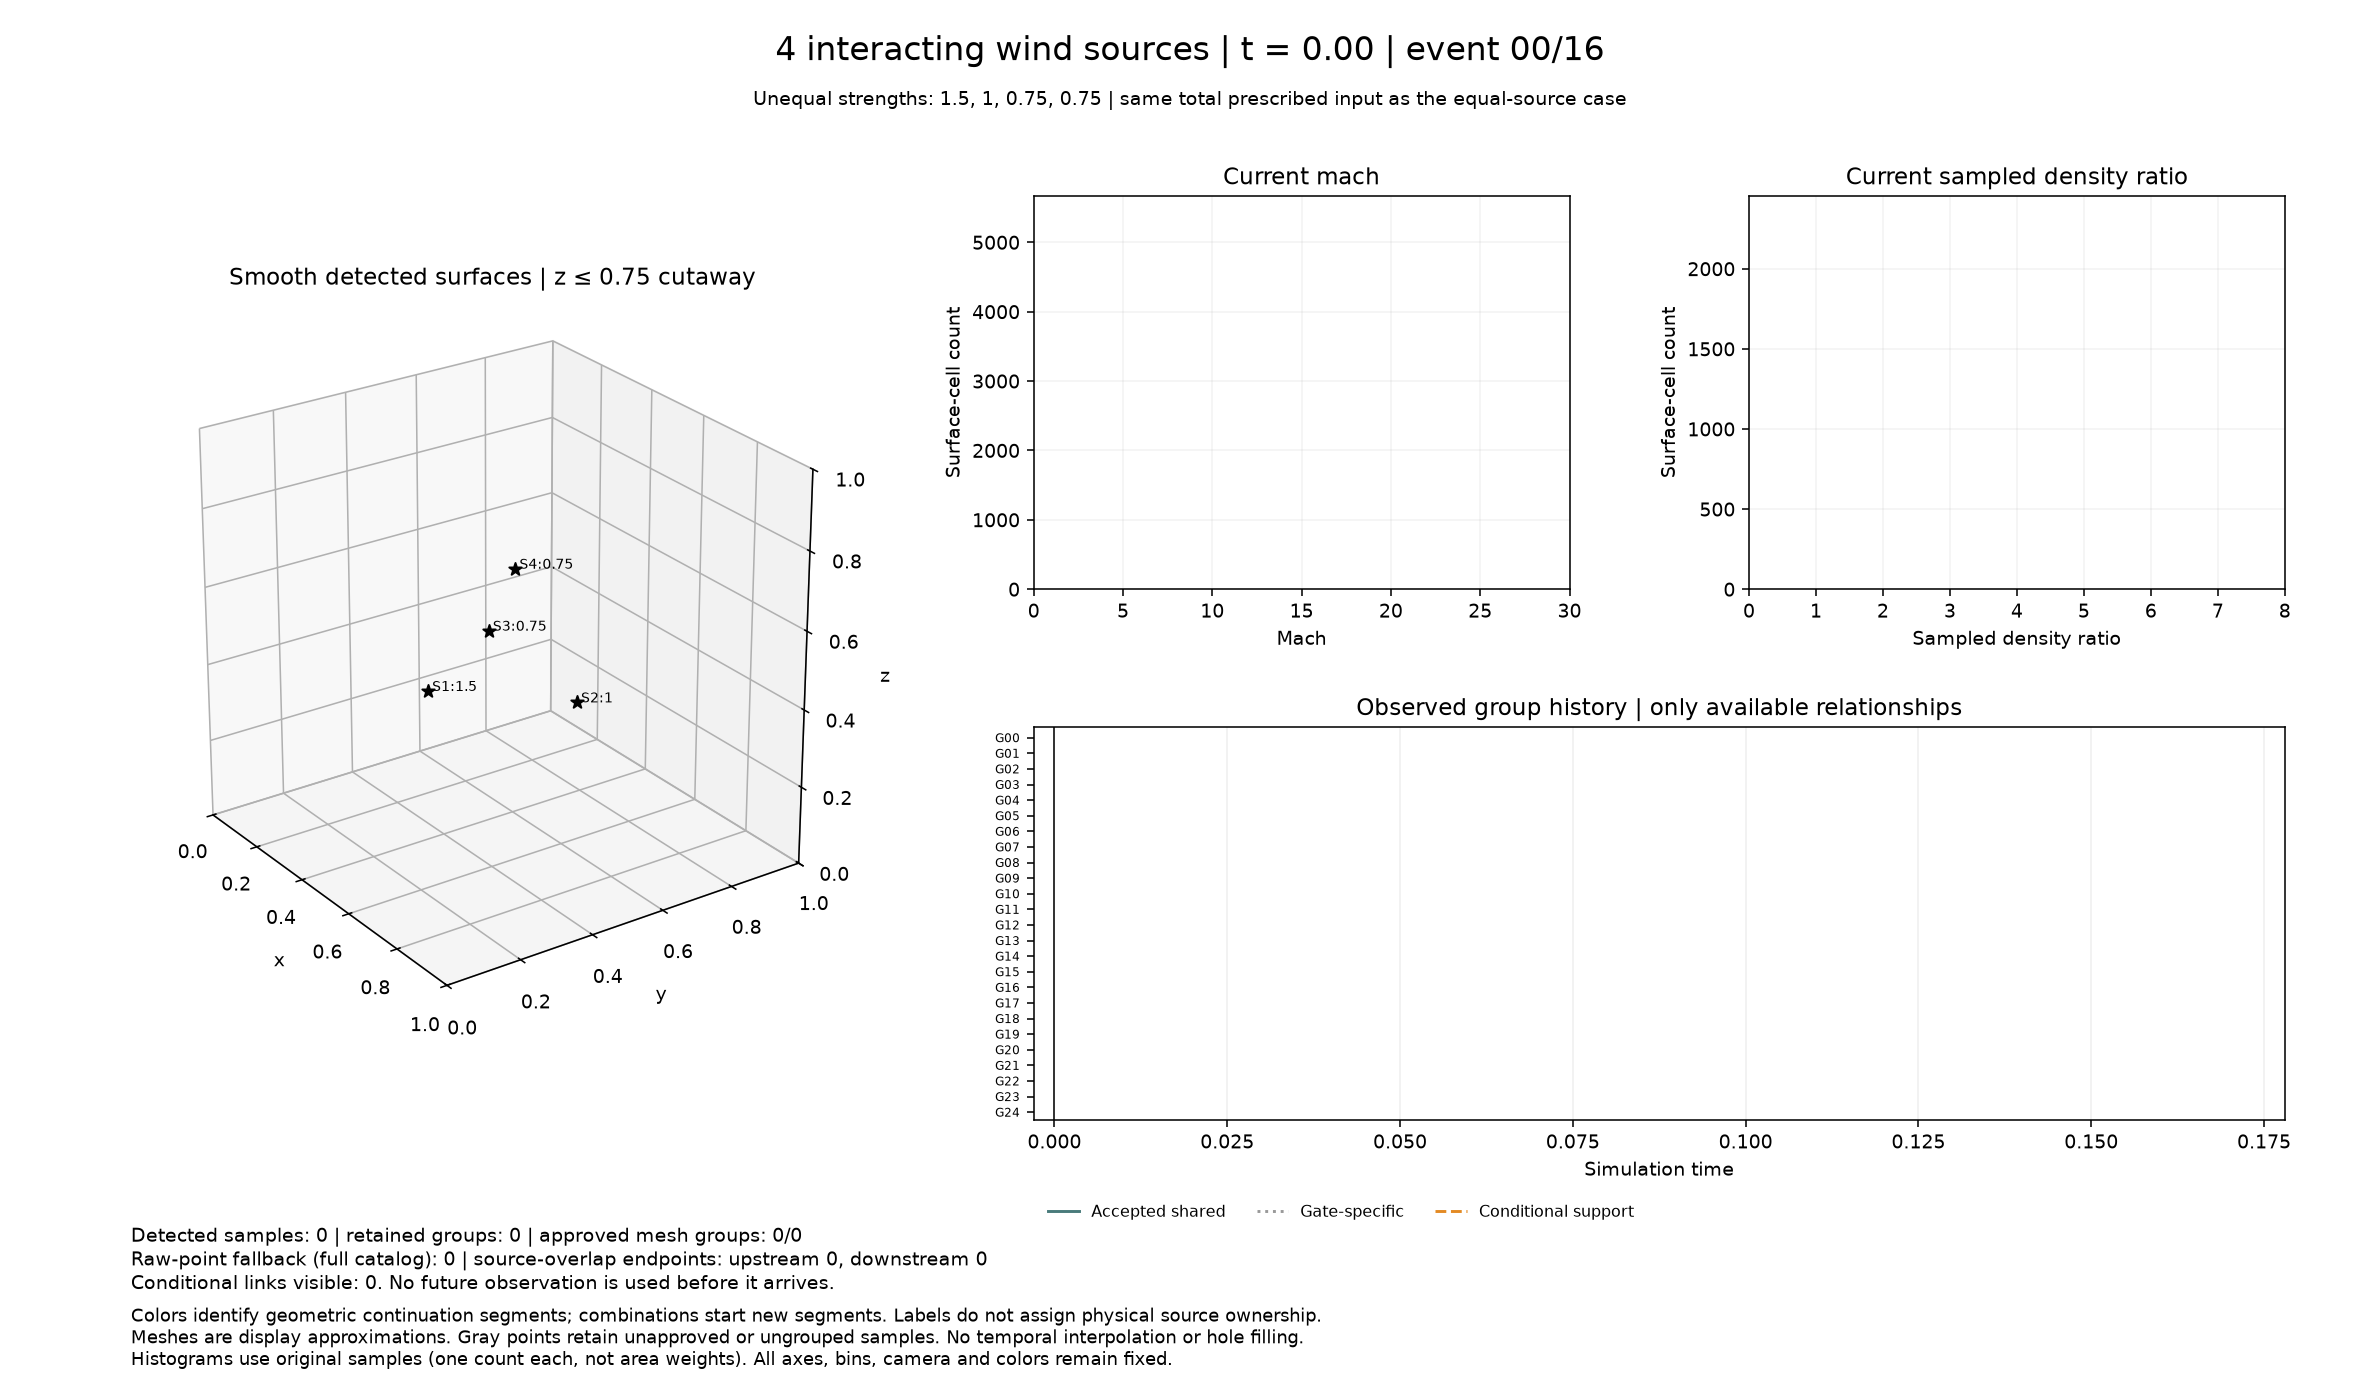 4 interacting wind sources | t = 0.00 | event 00/16
Unequal strengths: 1.5, 1, 0.75, 0.75 | same total prescribed input as the equal-source case
Smooth detected surfaces | z ≤ 0.75 cutaway
S4:0.75
S3:0.75
S1:1.5
S2:1
1.0
0.8
0.6
0.4
0.2
0.0
z
0.0
0.2
0.4
0.6
0.8
1.0
x
0.0
0.2
0.4
0.6
0.8
1.0
y
Current mach
5000
4000
3000
2000
1000
0
Surface-cell count
0 5 10 15 20 25 30
Mach
Current sampled density ratio
2000
1500
1000
500
0
Surface-cell count
0 1 2 3 4 5 6 7 8
Sampled density ratio
Observed group history | only available relationships
G00
G01
G02
G03
G04
G05
G06
G07
G08
G09
G10
G11
G12
G13
G14
G15
G16
G17
G18
G19
G20
G21
G22
G23
G24
0.000 0.025 0.050 0.075 0.100 0.125 0.150 0.175
Simulation time
Accepted shared Gate-specific Conditional support
Detected samples: 0 | retained groups: 0 | approved mesh groups: 0/0
Raw-point fallback (full catalog): 0 | source-overlap endpoints: upstream 0, downstream 0
Conditional links visible: 0. No future observation is used before it arrives.
Colors identify geometric continuation segments; combinations start new segments. Labels do not assign physical source ownership.
Meshes are display approximations. Gray points retain unapproved or ungrouped samples. No temporal interpolation or hole filling.
Histograms use original samples (one count each, not area weights). All axes, bins, camera and colors remain fixed.